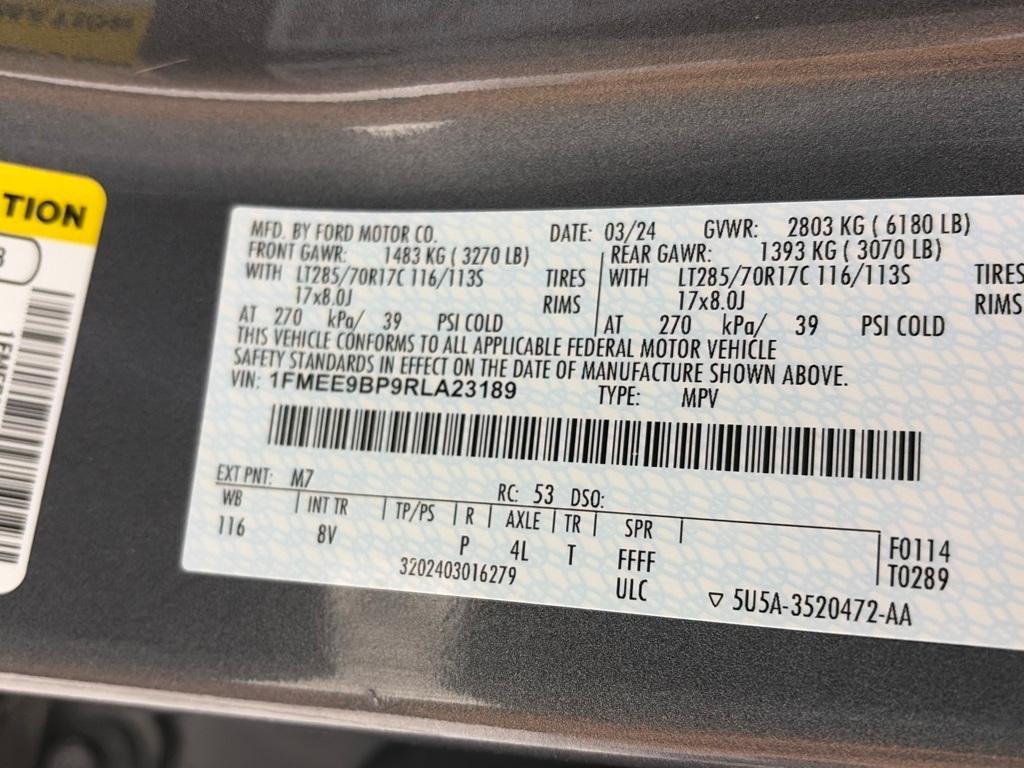 TION
MFD. BY FORD MOTOR CO. DATE: 03/24 GVWR: 2803 KG ( 6180 LB)
FRONT GAWR: 1483 KG ( 3270 LB) REAR GAWR: 1393 KG ( 3070 LB)
WITH LT285/70R17C 116/113S TIRES WITH LT285/70R17C 116/113S TIRES
17x8.0J RIMS 17x8.0J RIMS
AT 270 kPa/ 39 PSI COLD AT 270 kPa/ 39 PSI COLD
THIS VEHICLE CONFORMS TO ALL APPLICABLE FEDERAL MOTOR VEHICLE
SAFETY STANDARDS IN EFFECT ON THE DATE OF MANUFACTURE SHOWN ABOVE.
VIN: 1FMEE9BP9RLA23189 TYPE: MPV
EXT PNT: M7 RC: 53 DSO:
WB INT TR TP/PS R AXLE TR SPR
116 8V P 4L T FFFF F0114
3202403016279 ULC T0289
▽ 5U5A-3520472-AA